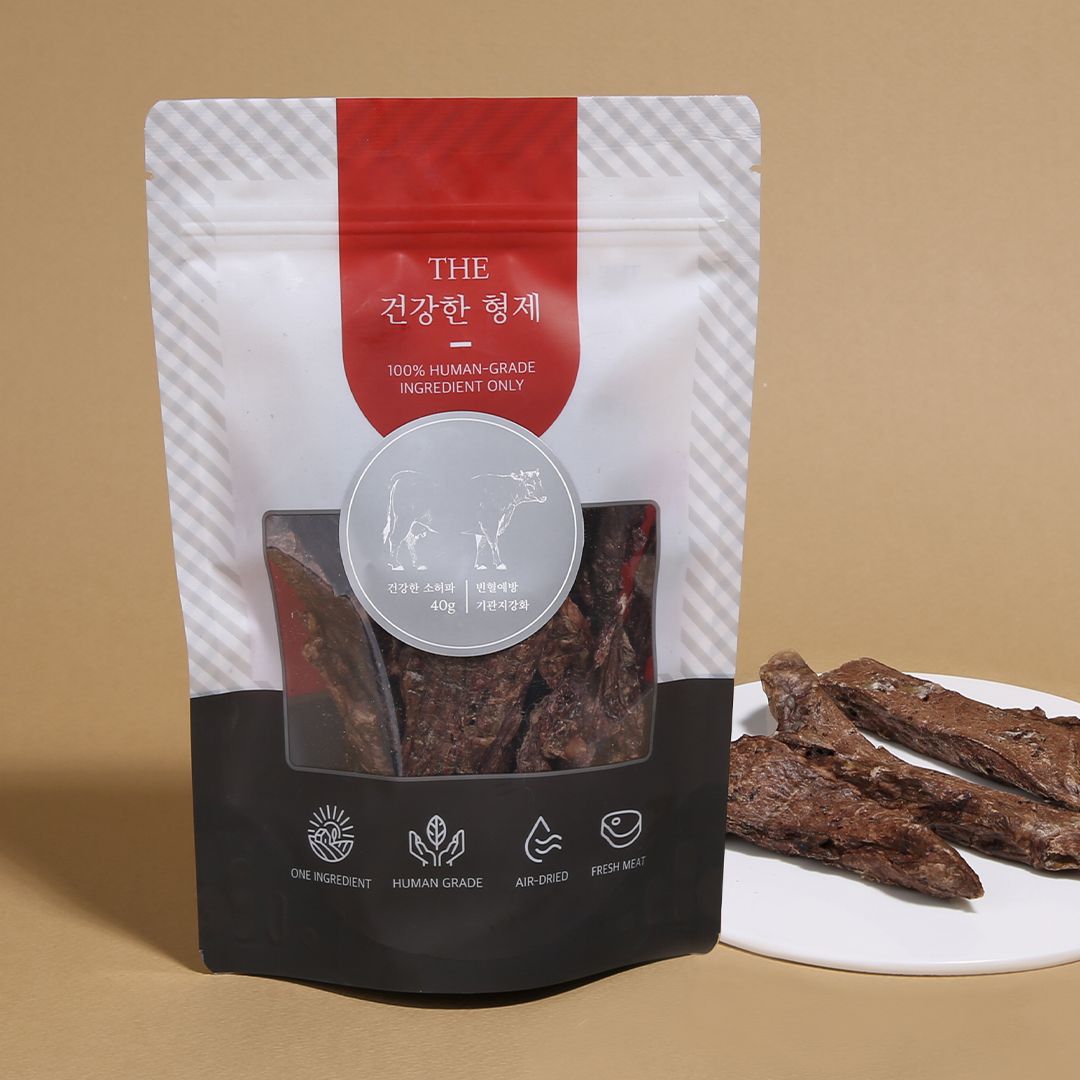 THE
건강한 형제
100% HUMAN-GRADE
INGREDIENT ONLY
건강한 소허파
40g
빈혈예방
기관지강화
ONE INGREDIENT
HUMAN GRADE
AIR-DRIED
FRESH MEAT